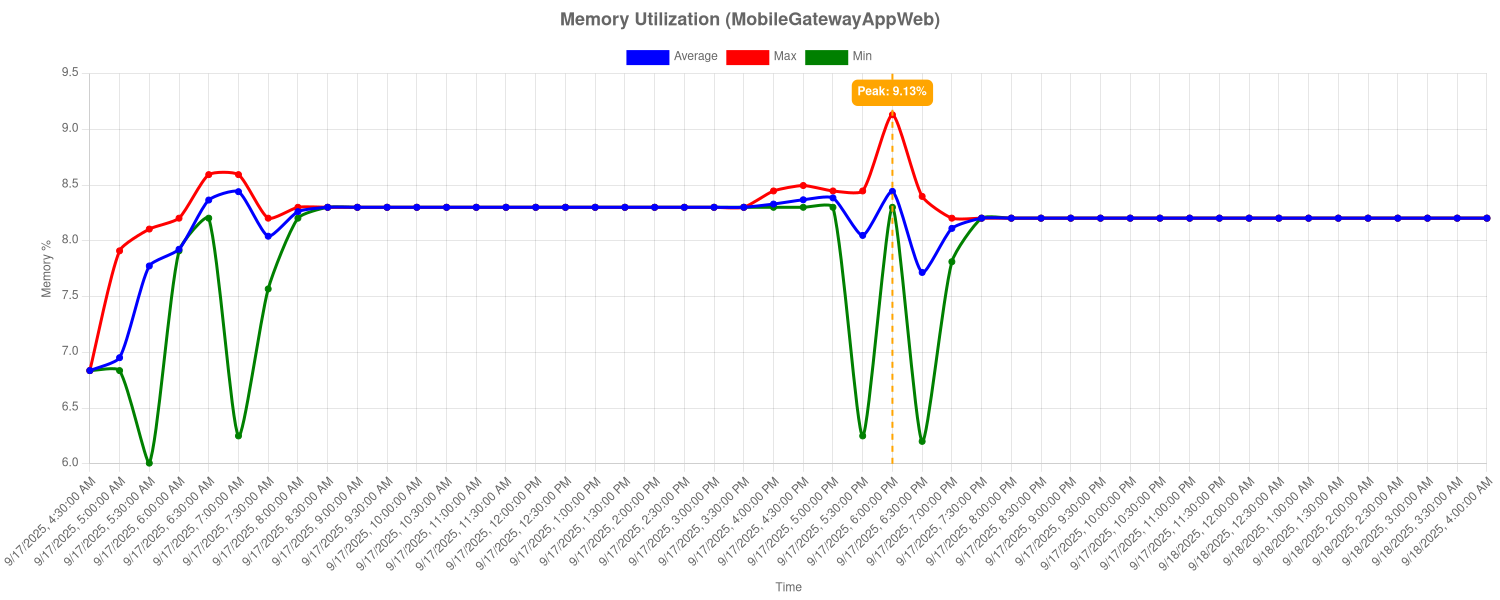 Memory Utilization (MobileGatewayAppWeb)
Average Max Min
Peak: 9.13%
9.5
9.0
8.5
8.0
7.5
7.0
6.5
6.0
Memory %
9/17/2025, 4:30:00 AM
9/17/2025, 5:00:00 AM
9/17/2025, 5:30:00 AM
9/17/2025, 6:00:00 AM
9/17/2025, 6:30:00 AM
9/17/2025, 7:00:00 AM
9/17/2025, 7:30:00 AM
9/17/2025, 8:00:00 AM
9/17/2025, 8:30:00 AM
9/17/2025, 9:00:00 AM
9/17/2025, 9:30:00 AM
9/17/2025, 10:00:00 AM
9/17/2025, 10:30:00 AM
9/17/2025, 11:00:00 AM
9/17/2025, 11:30:00 AM
9/17/2025, 12:00:00 PM
9/17/2025, 12:30:00 PM
9/17/2025, 1:00:00 PM
9/17/2025, 1:30:00 PM
9/17/2025, 2:00:00 PM
9/17/2025, 2:30:00 PM
9/17/2025, 3:00:00 PM
9/17/2025, 3:30:00 PM
9/17/2025, 4:00:00 PM
9/17/2025, 4:30:00 PM
9/17/2025, 5:00:00 PM
9/17/2025, 5:30:00 PM
9/17/2025, 6:00:00 PM
9/17/2025, 6:30:00 PM
9/17/2025, 7:00:00 PM
9/17/2025, 7:30:00 PM
9/17/2025, 8:00:00 PM
9/17/2025, 8:30:00 PM
9/17/2025, 9:00:00 PM
9/17/2025, 9:30:00 PM
9/17/2025, 10:00:00 PM
9/17/2025, 10:30:00 PM
9/17/2025, 11:00:00 PM
9/17/2025, 11:30:00 PM
9/18/2025, 12:00:00 AM
9/18/2025, 12:30:00 AM
9/18/2025, 1:00:00 AM
9/18/2025, 1:30:00 AM
9/18/2025, 2:00:00 AM
9/18/2025, 2:30:00 AM
9/18/2025, 3:00:00 AM
9/18/2025, 3:30:00 AM
9/18/2025, 4:00:00 AM
Time